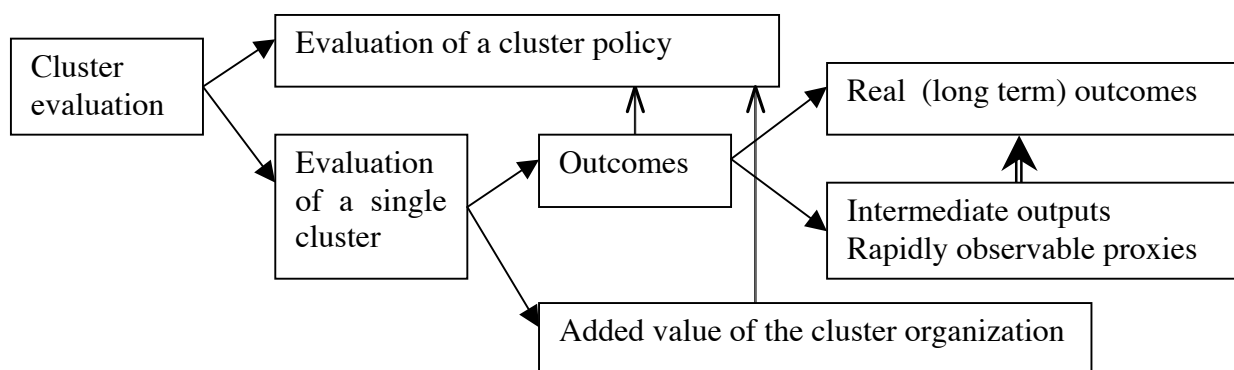 Cluster
evaluation
Evaluation of a cluster policy
Evaluation
of a single
cluster
Outcomes
Real (long term) outcomes
Intermediate outputs
Rapidly observable proxies
Added value of the cluster organization